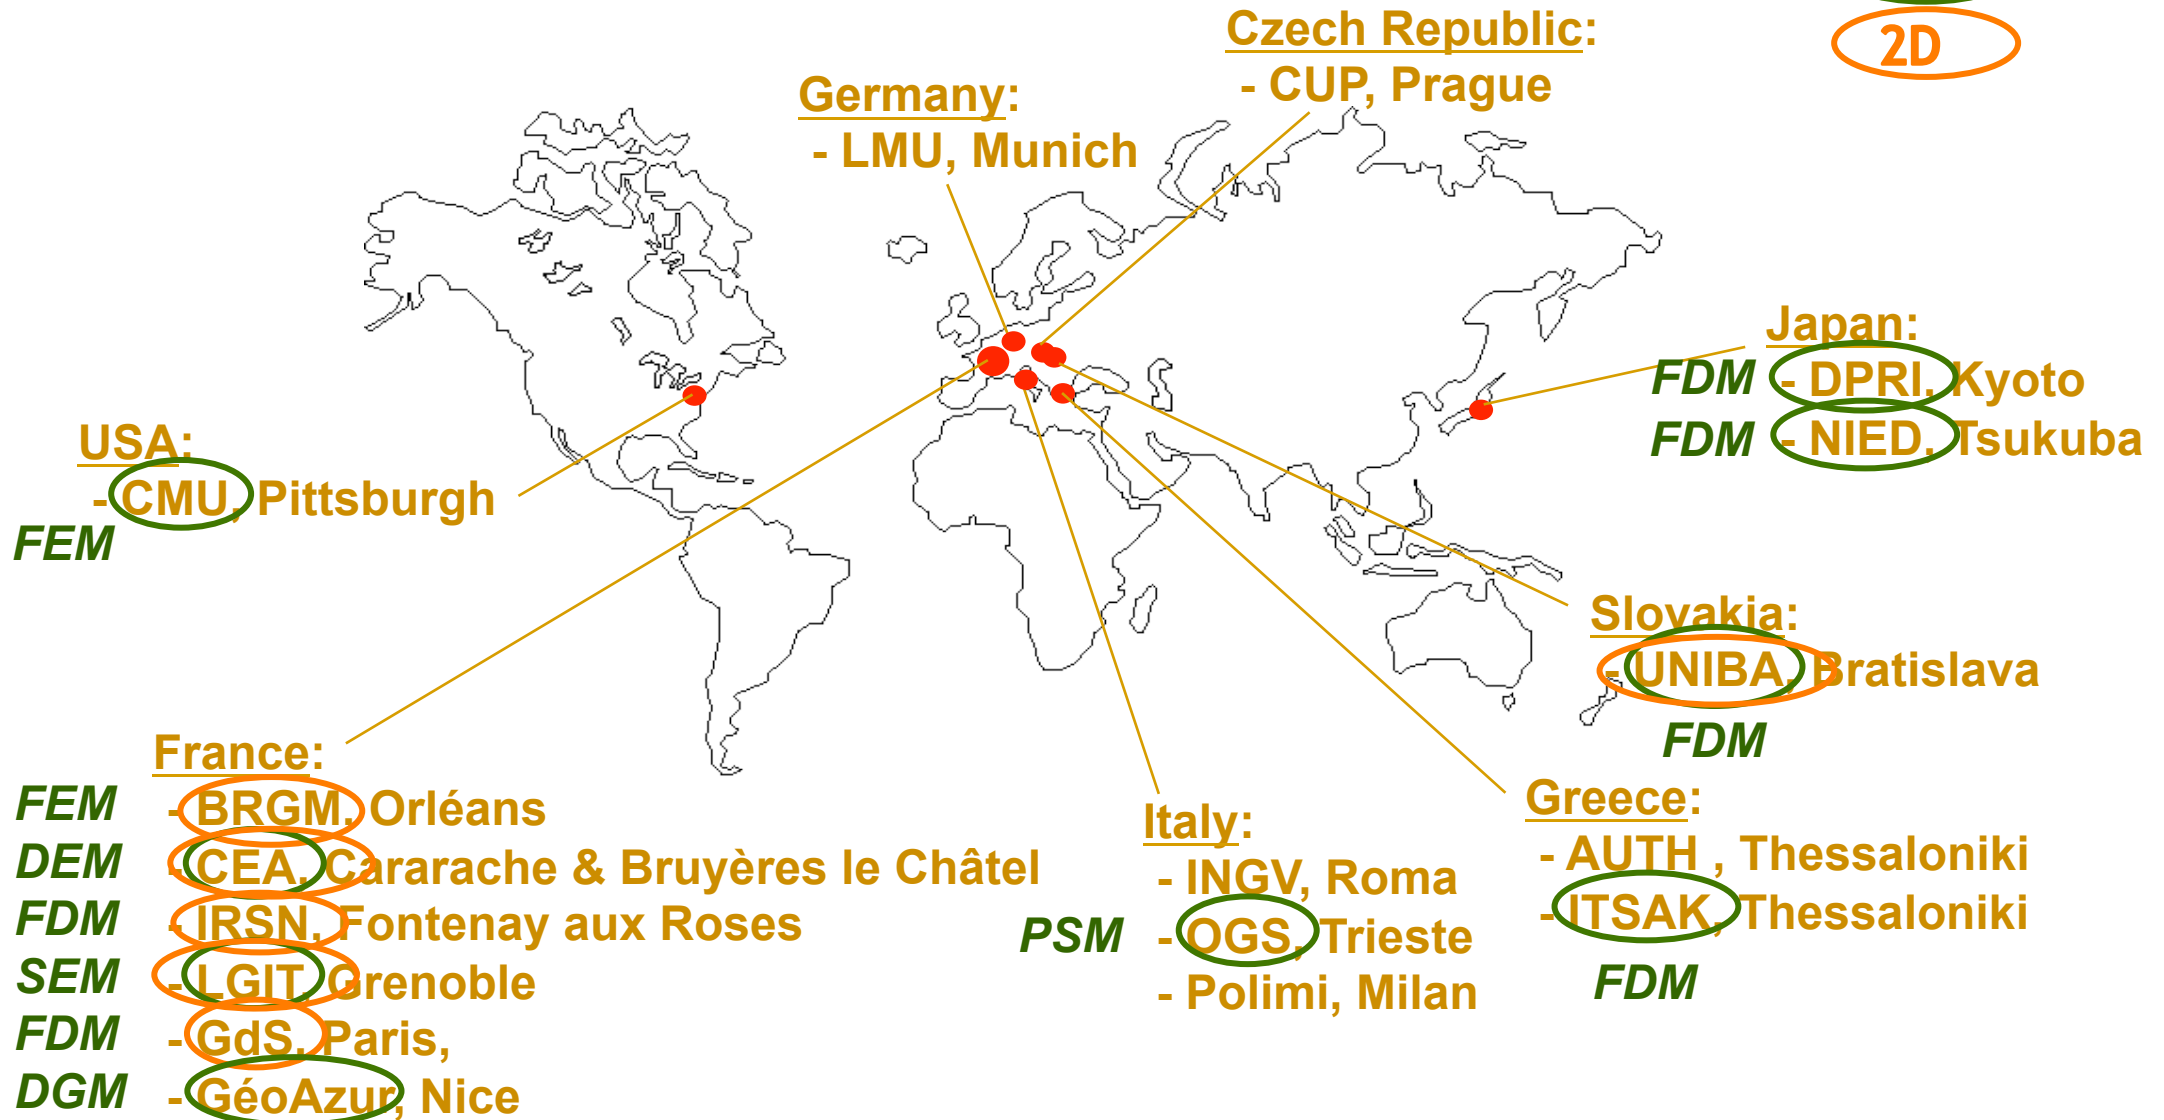 2D
Czech Republic:
- CUP, Prague
Germany:
- LMU, Munich
Japan:
FDM - DPRI, Kyoto
FDM - NIED, Tsukuba
USA:
- CMU, Pittsburgh
FEM
Slovakia:
- UNIBA, Bratislava
FDM
France:
FEM - BRGM, Orléans
DEM - CEA, Cararache & Bruyères le Châtel
FDM - IRSN, Fontenay aux Roses
SEM - LGIT, Grenoble
FDM - GdS, Paris,
DGM - GéoAzur, Nice
Italy:
- INGV, Roma
PSM - OGS, Trieste
- Polimi, Milan
Greece:
- AUTH , Thessaloniki
- ITSAK, Thessaloniki
FDM